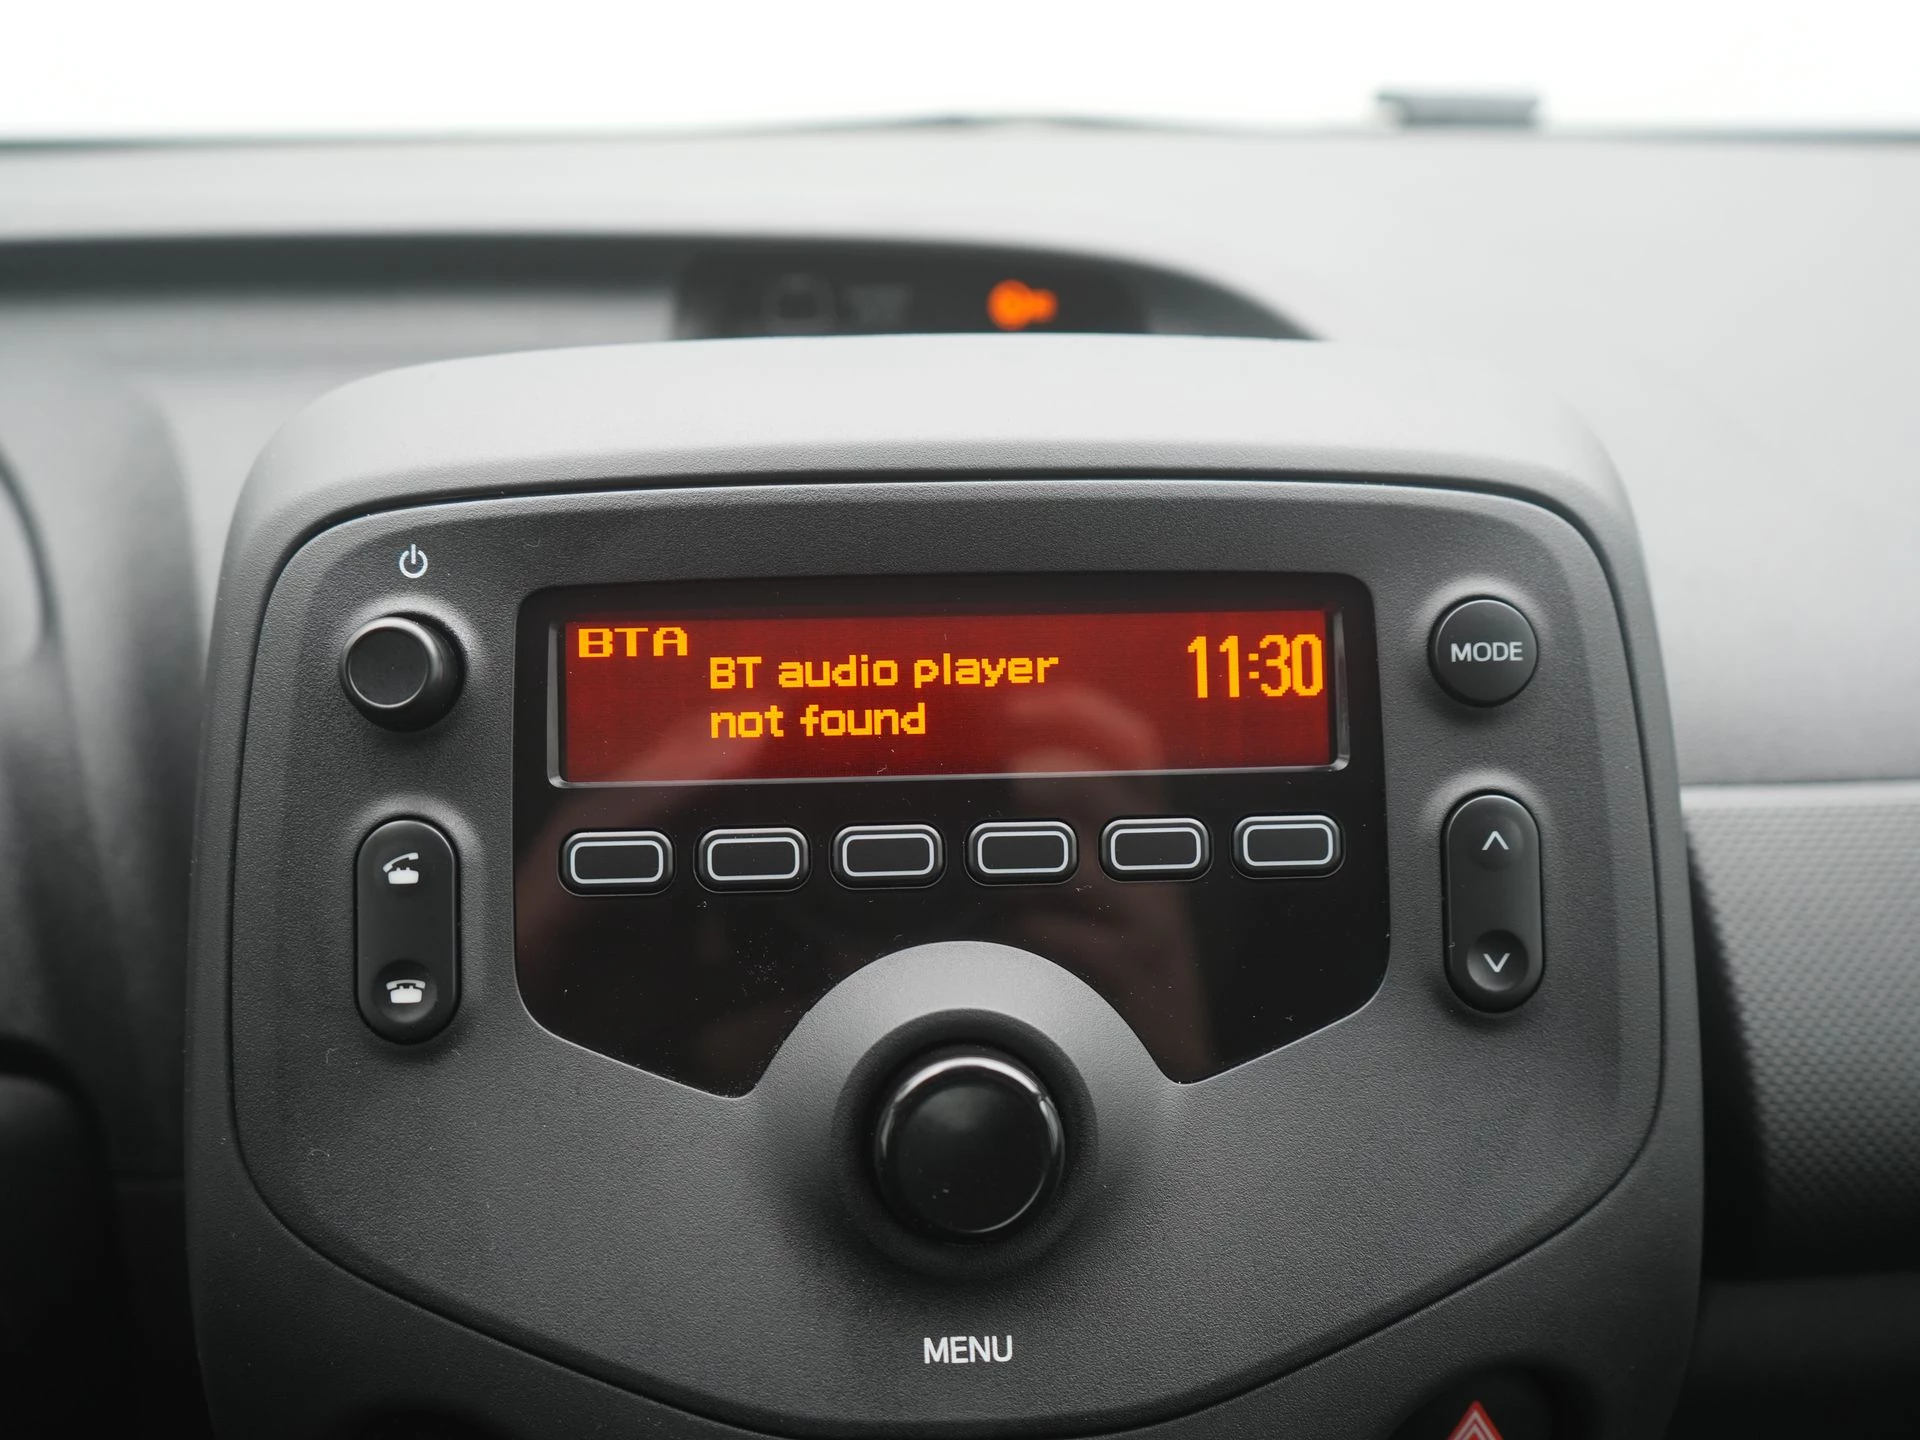 BTA
BT audio player
not found
11:30
MODE
MENU